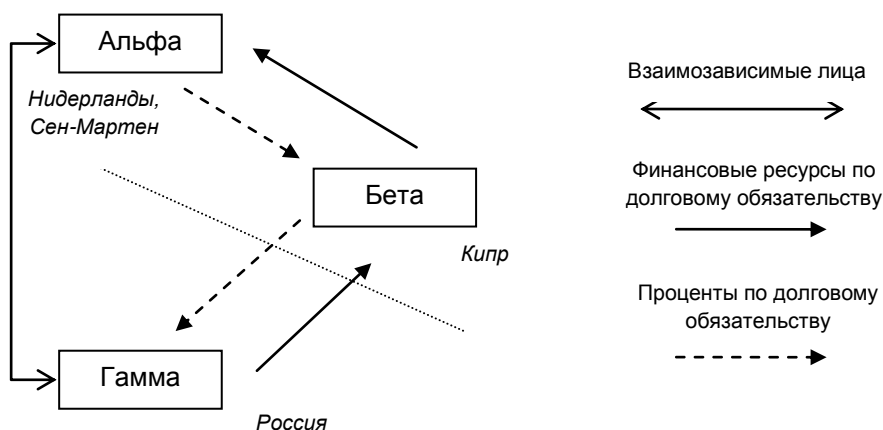 Альфа
Нидерланды,
Сен-Мартен
Бета
Кипр
Гамма
Россия
Взаимозависимые лица
Финансовые ресурсы по
долговому обязательству
Проценты по долговому
обязательству